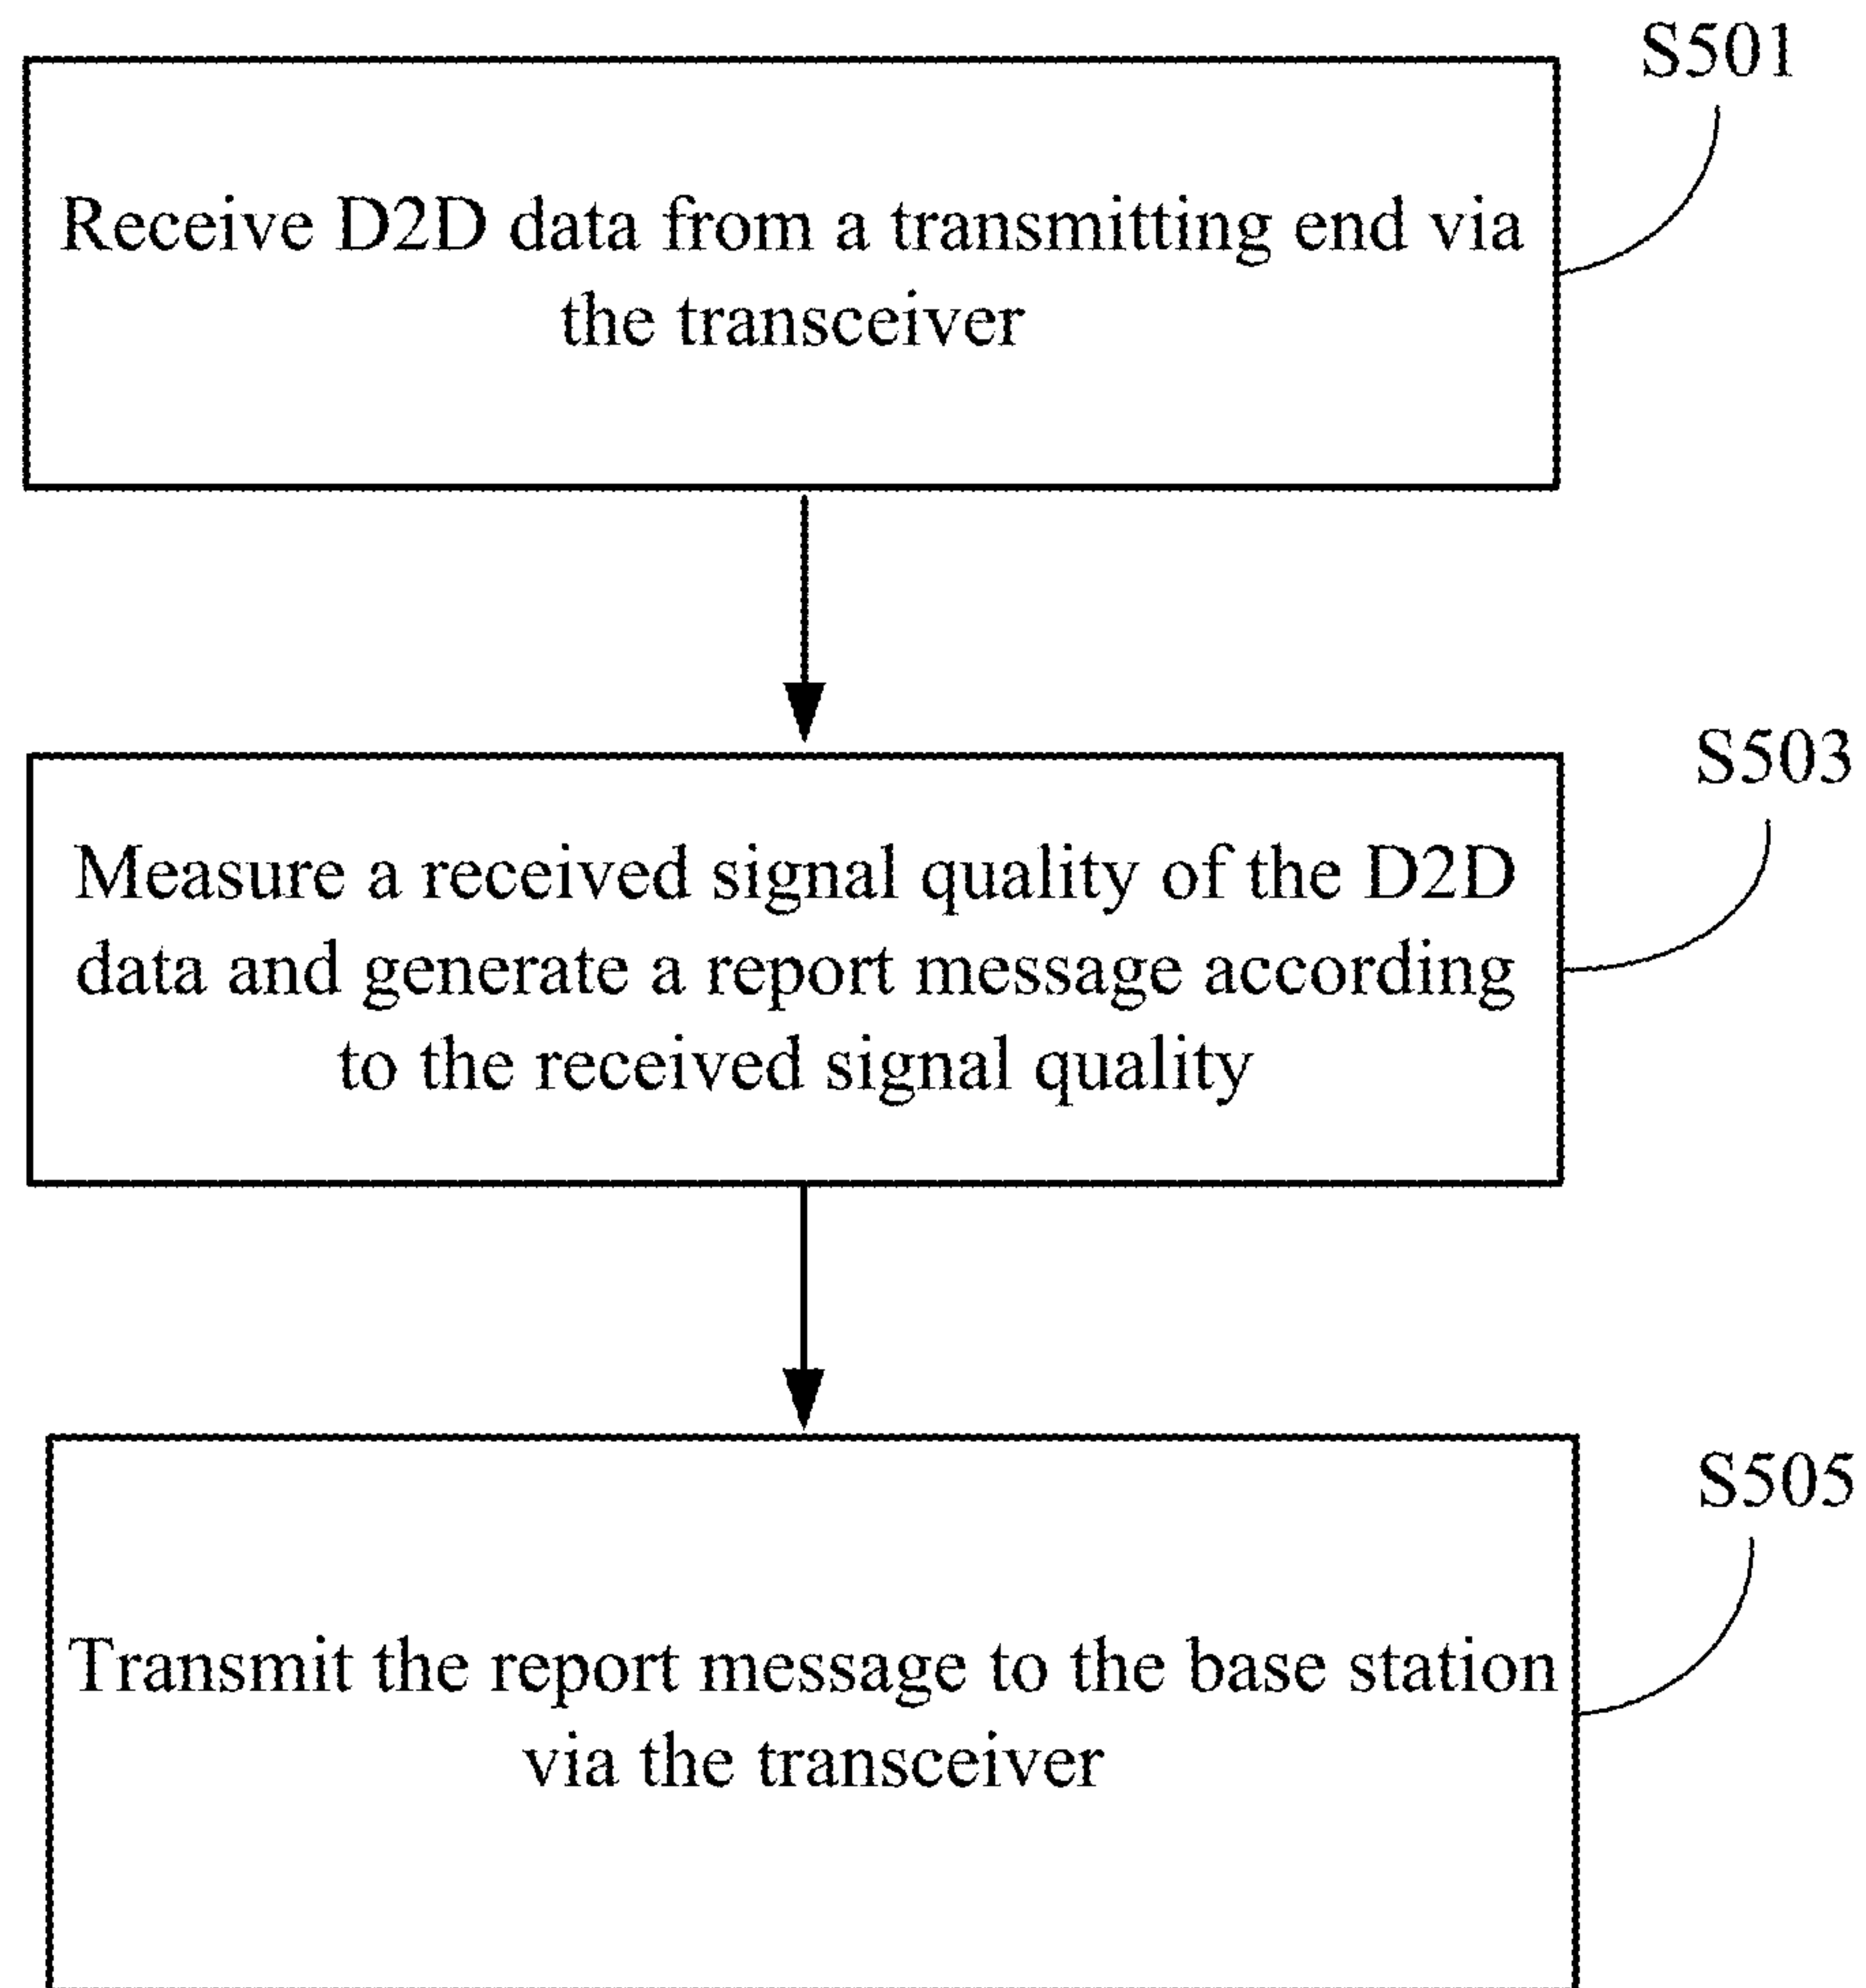 S501
Receive D2D data from a transmitting end via
the transceiver
S503
Measure a received signal quality of the D2D
data and generate a report message according
to the received signal quality
S505
Transmit the report message to the base station
via the transceiver